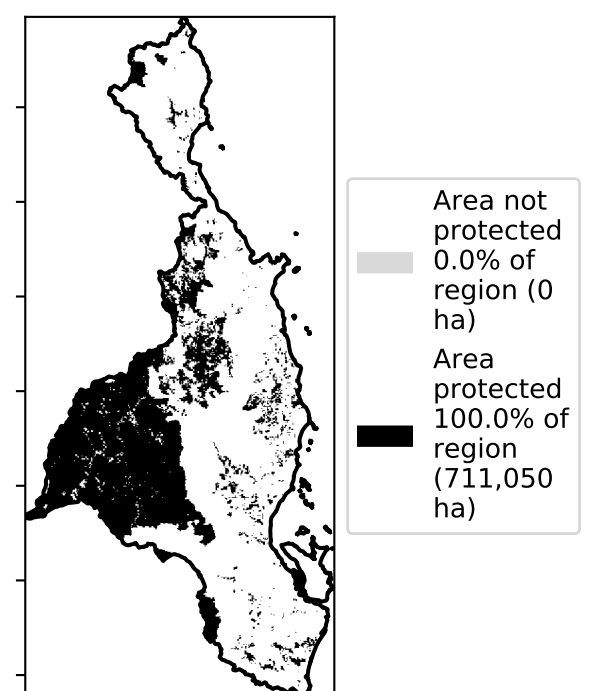 Area not
protected
0.0% of
region (0
ha)
Area
protected
100.0% of
region
(711,050
ha)